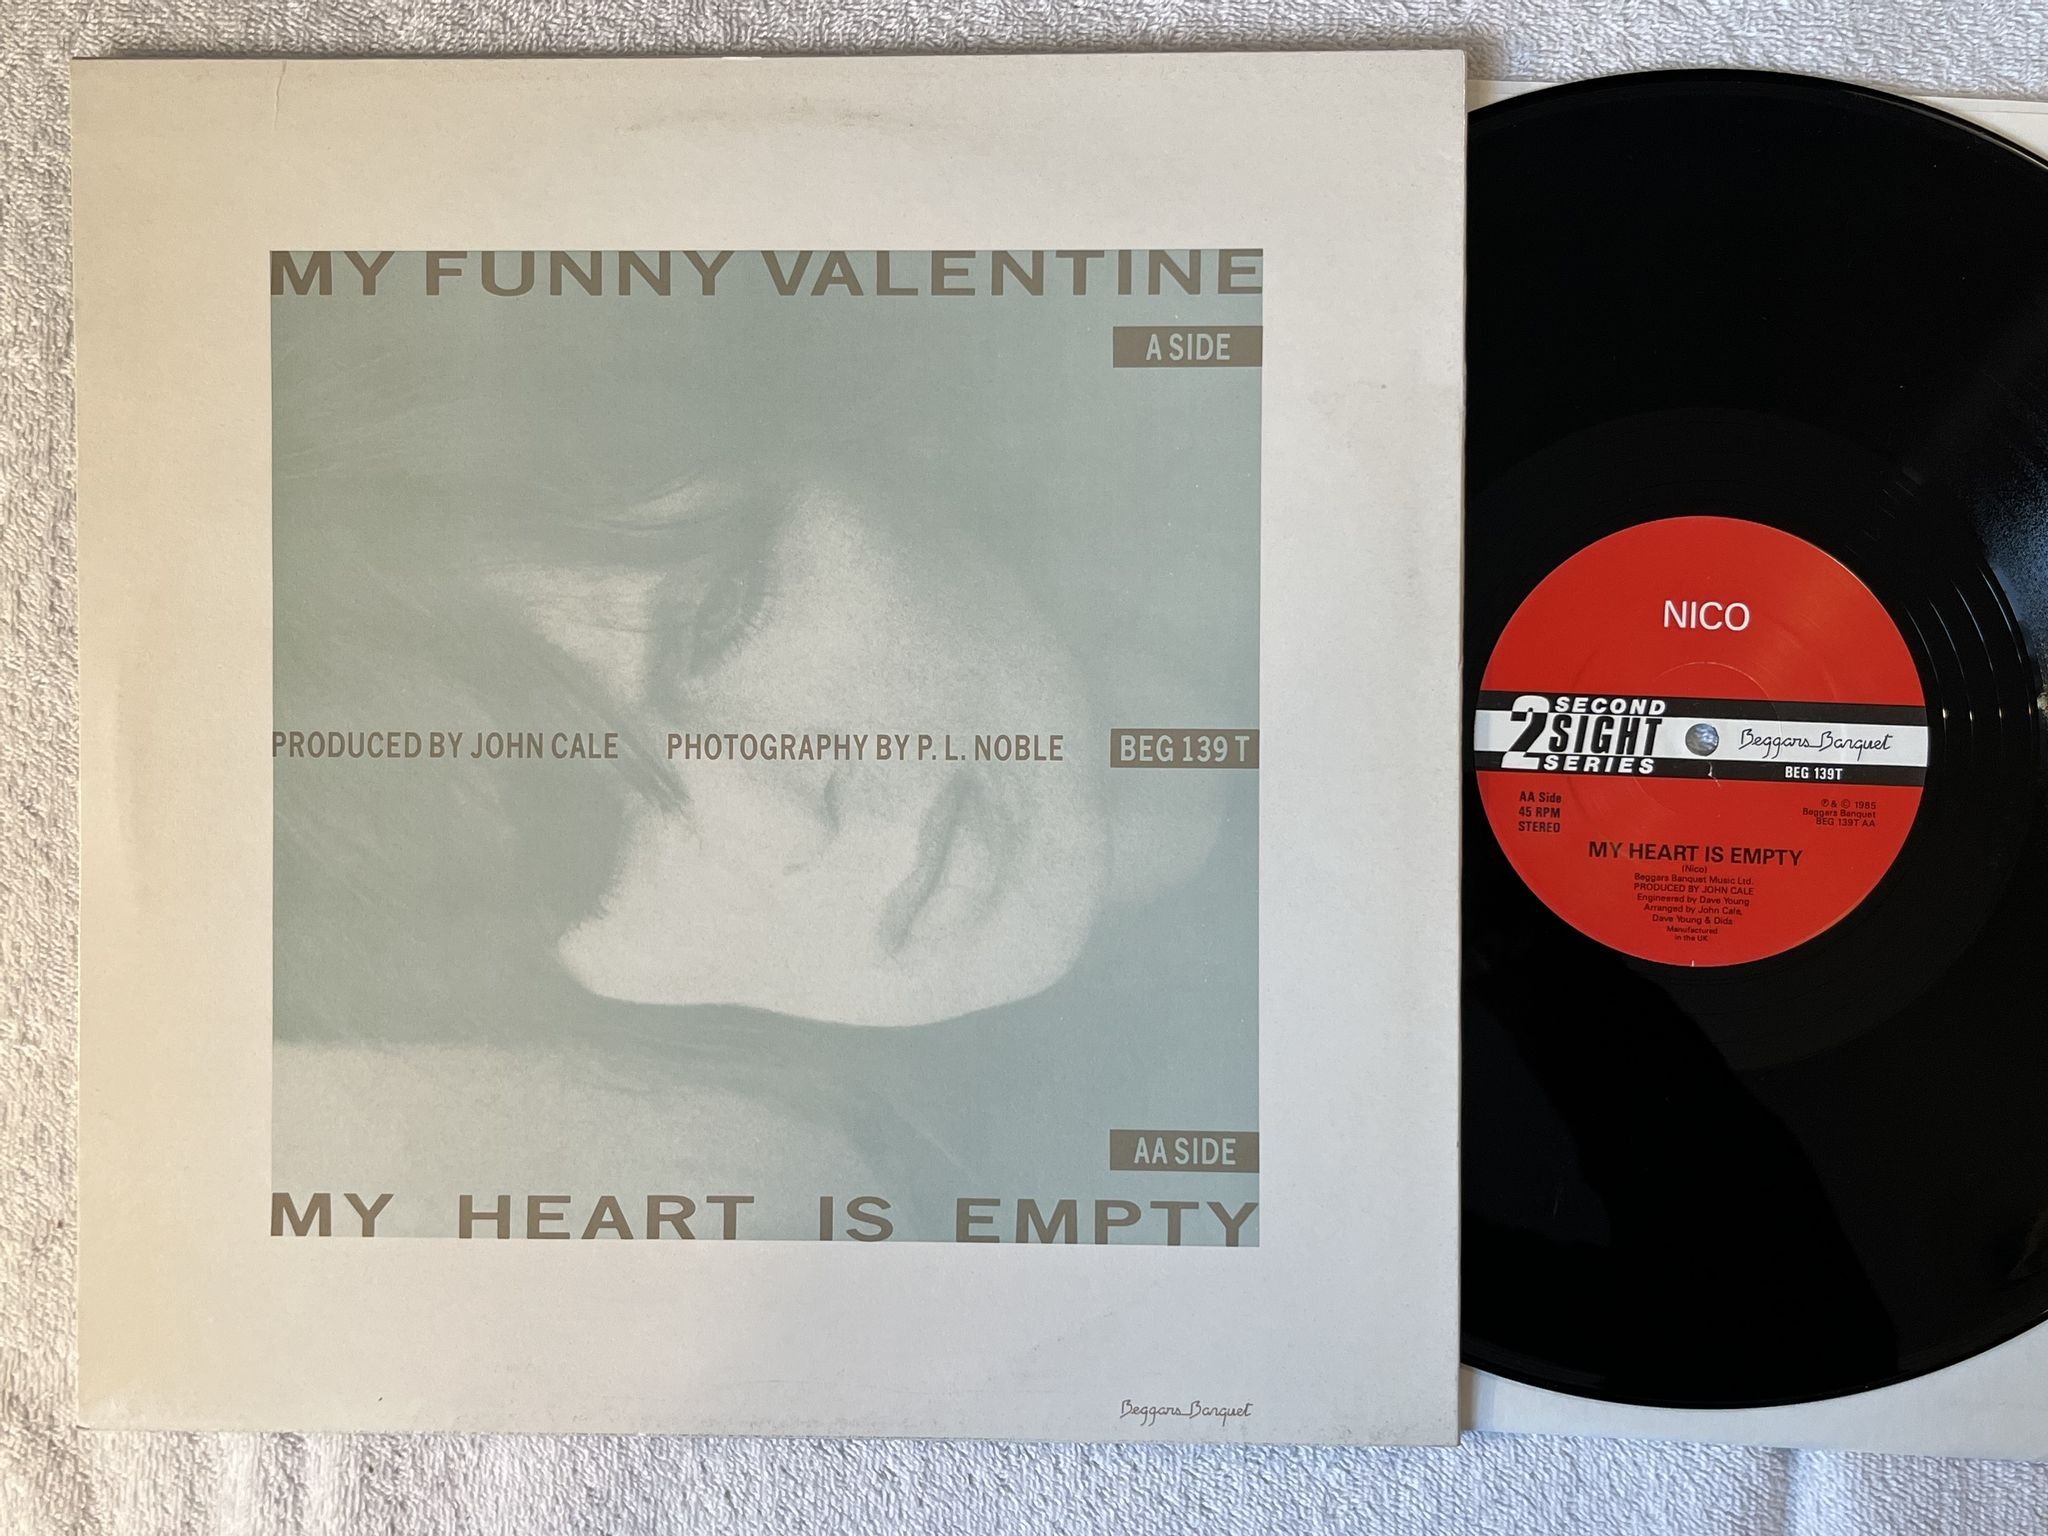 MY FUNNY VALENTINE
A SIDE
PRODUCED BY JOHN CALE PHOTOGRAPHY BY P. L. NOBLE BEG 139 T
AA SIDE
MY HEART IS EMPTY
Beggars Banquet
NICO
2 SECOND
SIGHT
SERIES
Beggars Banquet
BEG 139T
AA Side
45 RPM
STEREO
℗ & © 1985
Beggars Banquet
BEG 139T AA
MY HEART IS EMPTY
(Nico)
Beggars Banquet Music Ltd.
PRODUCED BY JOHN CALE
Engineered by Dave Young
Arranged by John Cale,
Dave Young & Dids
Manufactured
in the UK